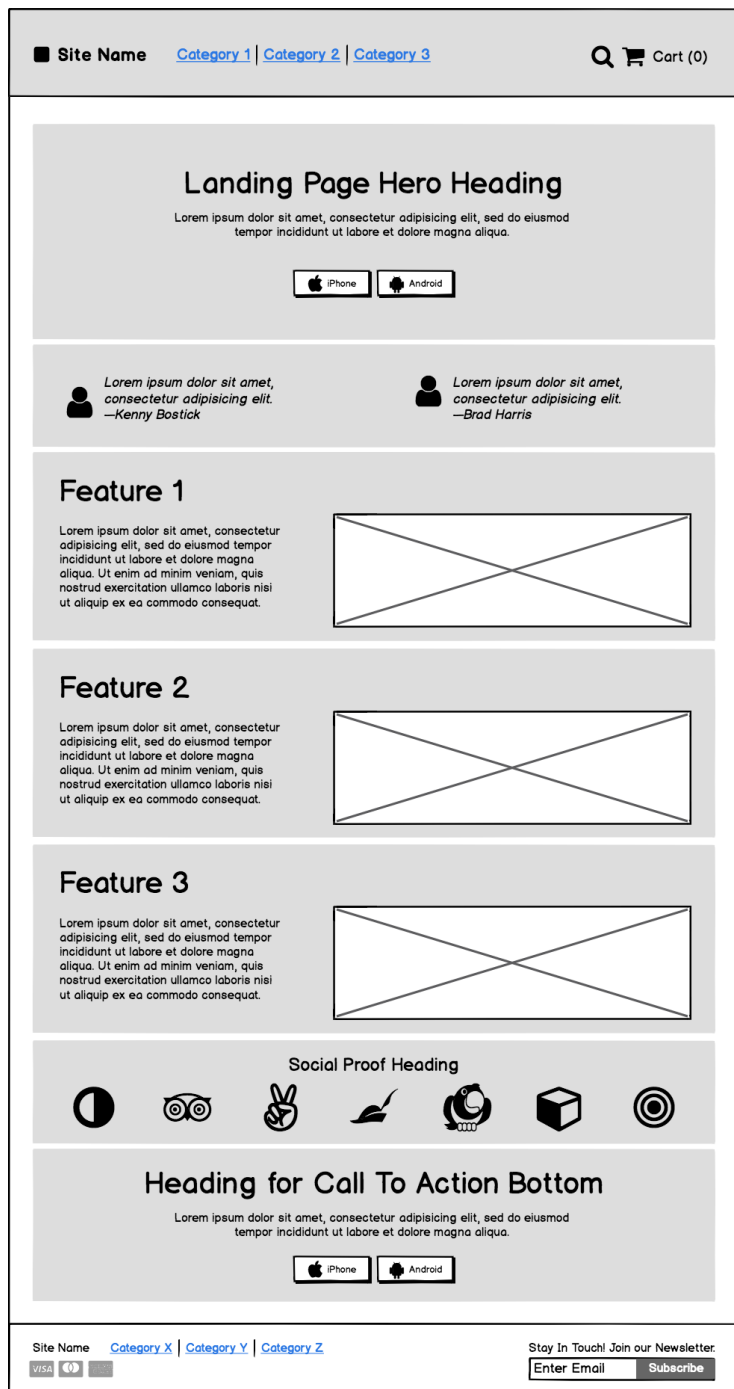 Site Name
Category 1 | Category 2 | Category 3
Cart (0)
Landing Page Hero Heading
Lorem ipsum dolor sit amet, consectetur adipisicing elit, sed do eiusmod
tempor incididunt ut labore et dolore magna aliqua.
iPhone
Android
Lorem ipsum dolor sit amet,
consectetur adipisicing elit.
—Kenny Bostick
Lorem ipsum dolor sit amet,
consectetur adipisicing elit.
—Brad Harris
Feature 1
Lorem ipsum dolor sit amet, consectetur
adipisicing elit, sed do eiusmod tempor
incididunt ut labore et dolore magna
aliqua. Ut enim ad minim veniam, quis
nostrud exercitation ullamco laboris nisi
ut aliquip ex ea commodo consequat.
Feature 2
Lorem ipsum dolor sit amet, consectetur
adipisicing elit, sed do eiusmod tempor
incididunt ut labore et dolore magna
aliqua. Ut enim ad minim veniam, quis
nostrud exercitation ullamco laboris nisi
ut aliquip ex ea commodo consequat.
Feature 3
Lorem ipsum dolor sit amet, consectetur
adipisicing elit, sed do eiusmod tempor
incididunt ut labore et dolore magna
aliqua. Ut enim ad minim veniam, quis
nostrud exercitation ullamco laboris nisi
ut aliquip ex ea commodo consequat.
Social Proof Heading
Heading for Call To Action Bottom
Lorem ipsum dolor sit amet, consectetur adipisicing elit, sed do eiusmod
tempor incididunt ut labore et dolore magna aliqua.
iPhone
Android
Site Name
Category X | Category Y | Category Z
VISA
Stay In Touch! Join our Newsletter.
Enter Email
Subscribe